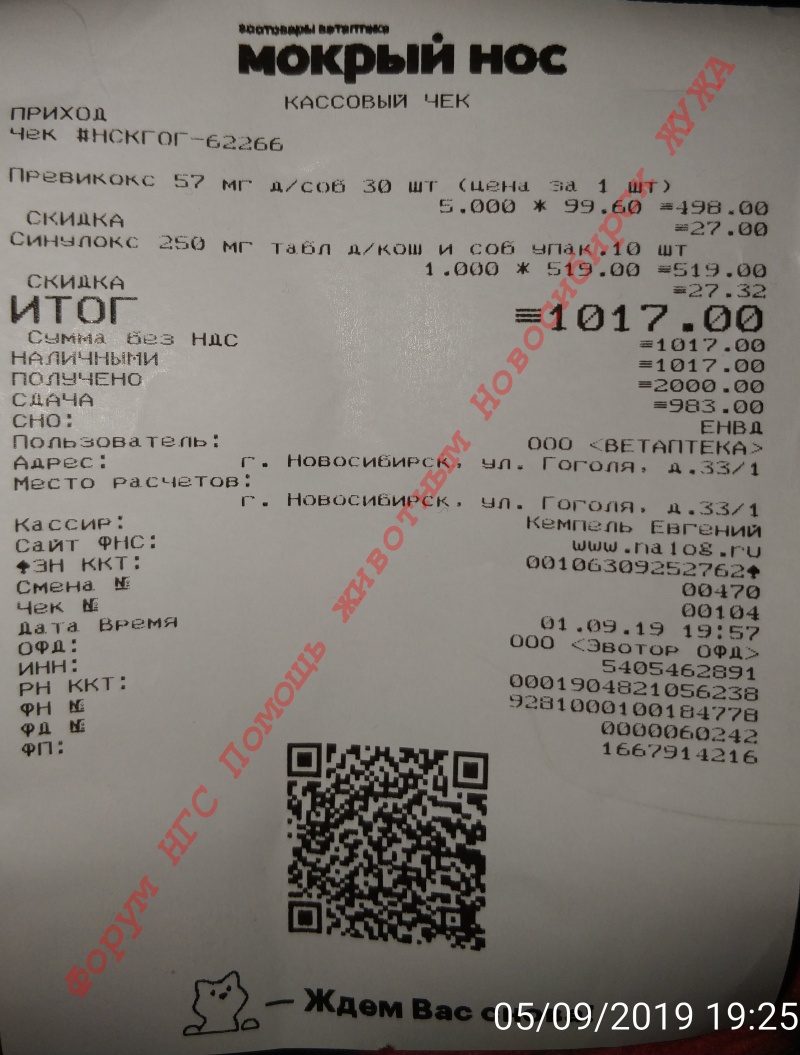 зоотовары ветаптека
мокрый нос
КАССОВЫЙ ЧЕК
ПРИХОД
Чек #НСКГОГ-62266
Превикокс 57 мг д/соб 30 шт (цена за 1 шт)
5.000 * 99.60 =498.00
СКИДКА =27.00
Синулокс 250 мг табл д/кош и соб упак.10 шт
1.000 * 519.00 =519.00
СКИДКА =27.32
ИТОГ =1017.00
Сумма без НДС =1017.00
НАЛИЧНЫМИ =1017.00
ПОЛУЧЕНО =2000.00
СДАЧА =983.00
СНО: ЕНВД
Пользователь: ООО <ВЕТАПТЕКА>
Адрес: г. Новосибирск, ул. Гоголя, д.33/1
Место расчетов:
г. Новосибирск, ул. Гоголя, д.33/1
Кассир: Кемпель Евгений
Сайт ФНС: www.nalog.ru
ЗН ККТ: 00106309252762
Смена № 00470
Чек № 00104
Дата Время 01.09.19 19:57
ОФД: ООО <Эвотор ОФД>
ИНН: 5405462891
РН ККТ: 0001904821056238
ФН № 9281000100184778
ФД № 0000060242
ФП: 1667914216
Форум НГС Помощь животным Новосибирск ЖУЖА
— Ждем Вас снова!
05/09/2019 19:25